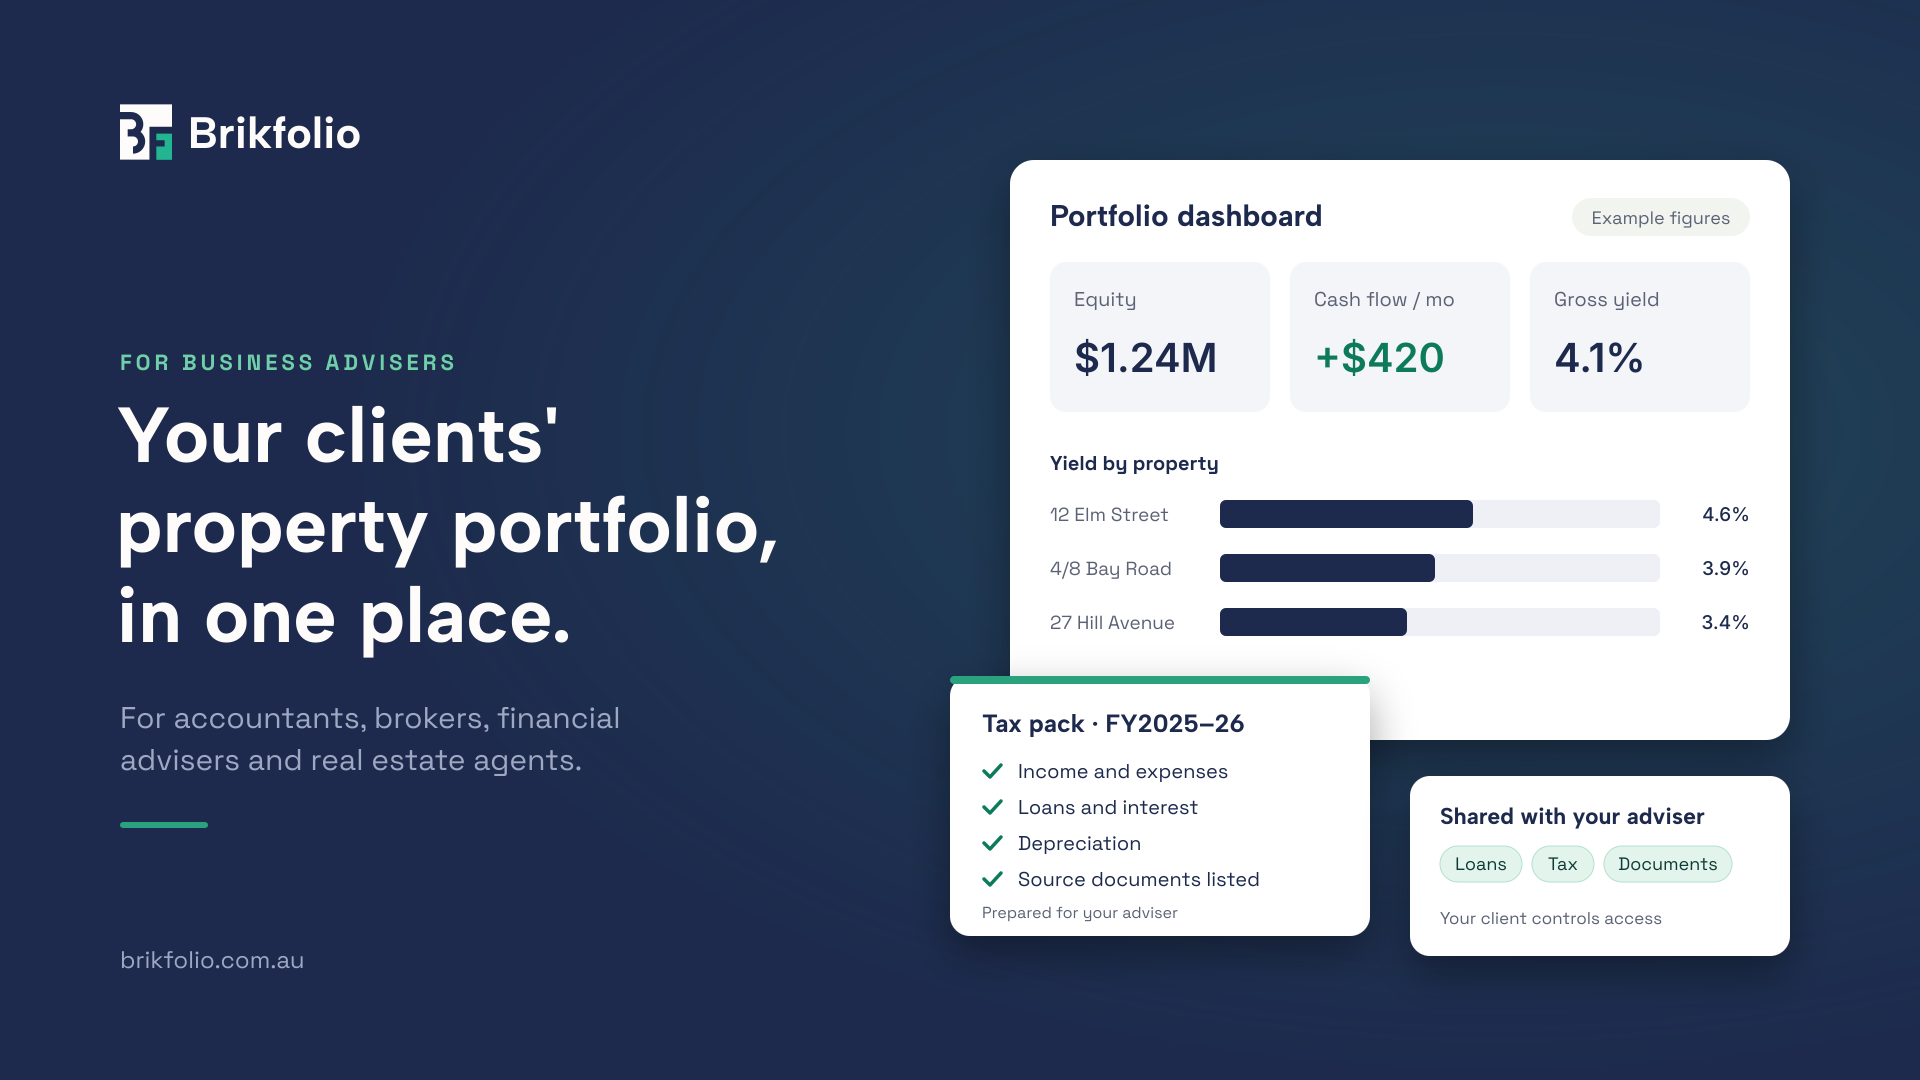 BF Brikfolio
FOR BUSINESS ADVISERS
Your clients'
property portfolio,
in one place.
For accountants, brokers, financial
advisers and real estate agents.
brikfolio.com.au
Portfolio dashboard
Example figures
Equity
$1.24M
Cash flow / mo
+$420
Gross yield
4.1%
Yield by property
12 Elm Street 4.6%
4/8 Bay Road 3.9%
27 Hill Avenue 3.4%
Tax pack · FY2025–26
Income and expenses
Loans and interest
Depreciation
Source documents listed
Prepared for your adviser
Shared with your adviser
Loans Tax Documents
Your client controls access